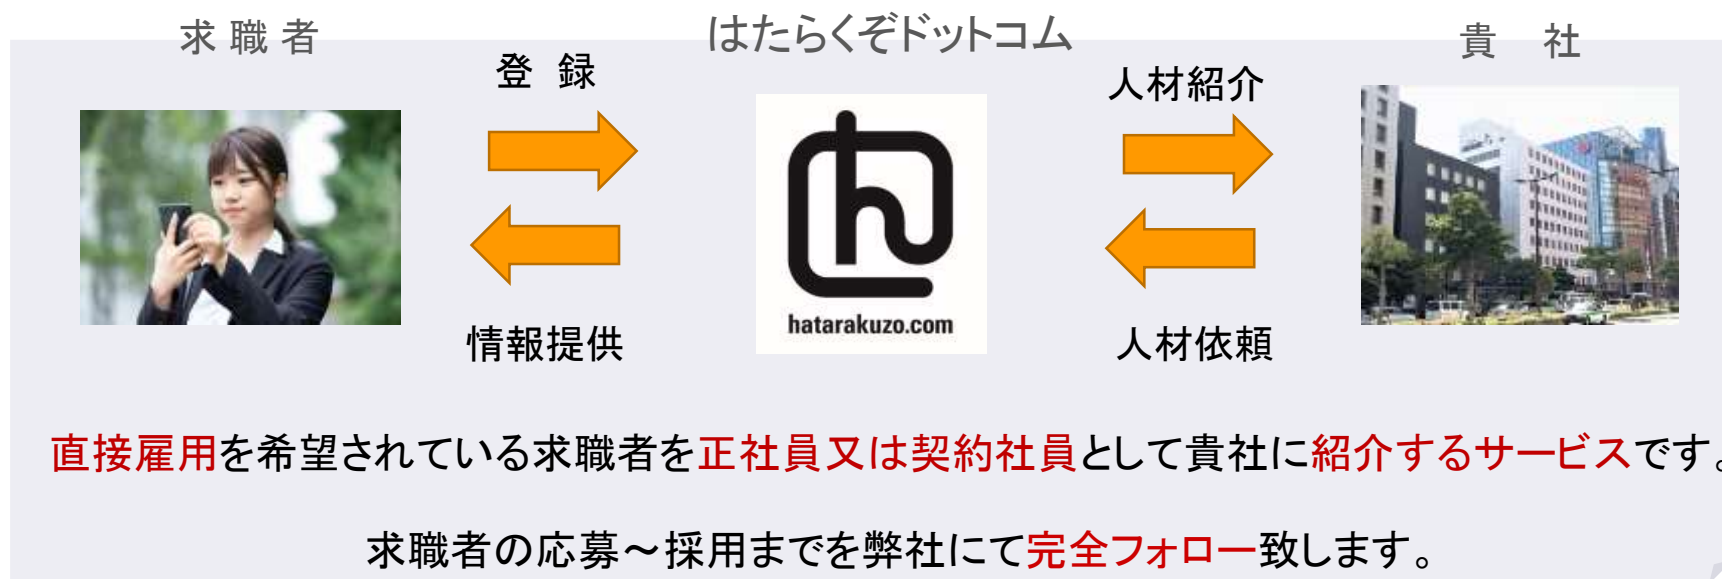 求 職 者
はたらくぞドットコム
貴 社
登 録
人材紹介
hatarakuzo.com
情報提供
人材依頼
直接雇用を希望されている求職者を正社員又は契約社員として貴社に紹介するサービスです。
求職者の応募～採用までを弊社にて完全フォロー致します。